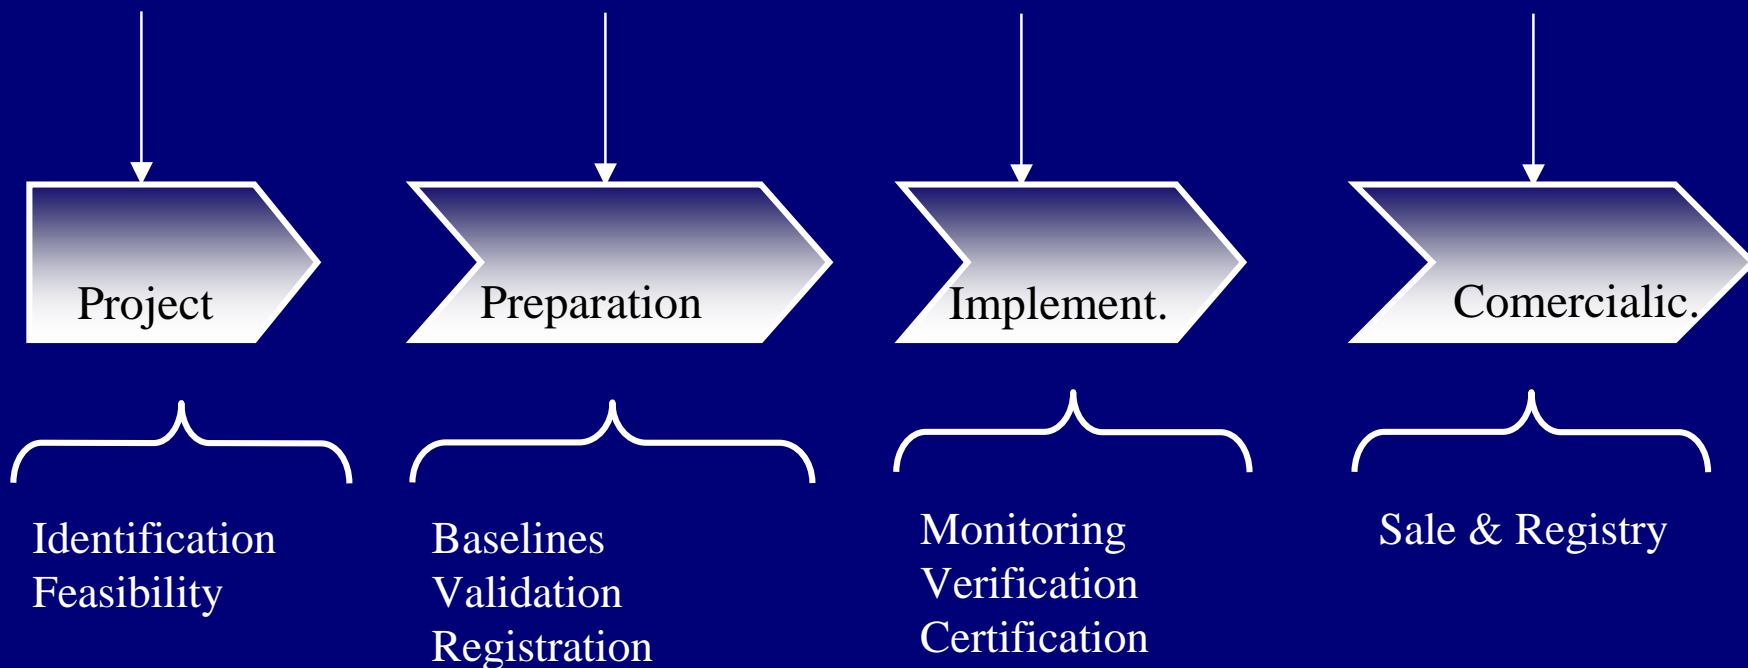 Project
Preparation
Implement.
Comercialic.
Identification
Feasibility
Baselines
Validation
Registration
Monitoring
Verification
Certification
Sale & Registry